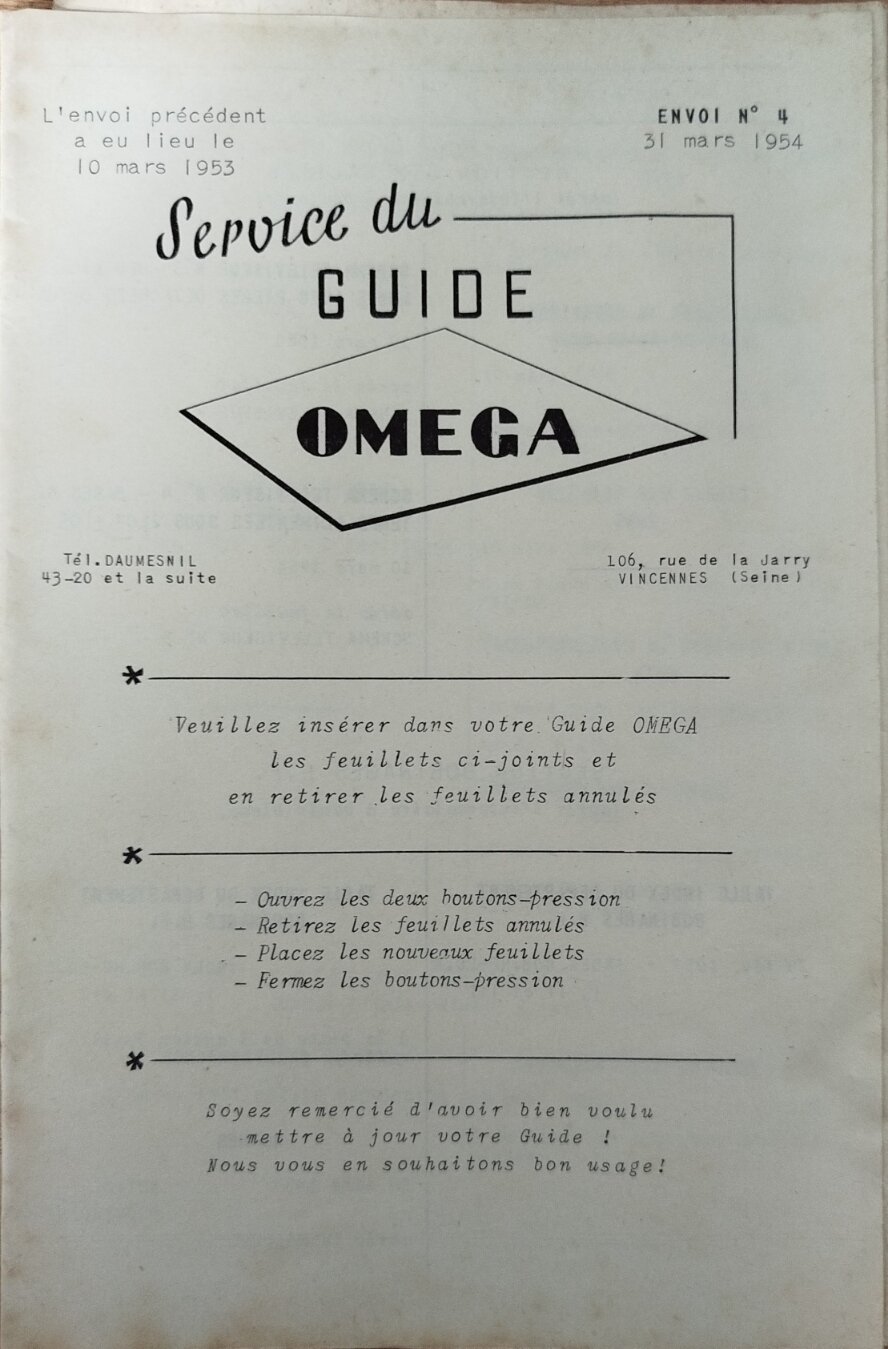 L'envoi précédent
a eu lieu le
10 mars 1953
ENVOI N° 4
31 mars 1954
Service du
GUIDE
OMEGA
Tél. DAUMESNIL
43-20 et la suite
106, rue de la Jarry
VINCENNES (Seine)
Veuillez insérer dans votre Guide OMEGA
les feuillets ci-joints et
en retirer les feuillets annulés
- Ouvrez les deux boutons-pression
- Retirez les feuillets annulés
- Placez les nouveaux feuillets
- Fermez les boutons-pression
Soyez remercié d'avoir bien voulu
mettre à jour votre Guide !
Nous vous en souhaitons bon usage!